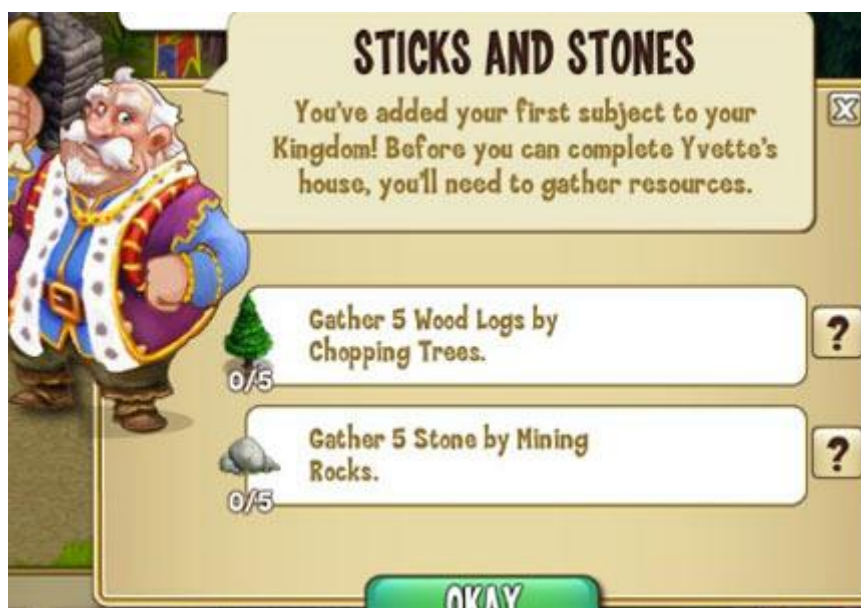 STICKS AND STONES
You've added your first subject to your
Kingdom! Before you can complete Yvette's
house, you'll need to gather resources.
Gather 5 Wood Logs by
Chopping Trees.
?
0/5
Gather 5 Stone by Mining
Rocks.
?
0/5
OKAY